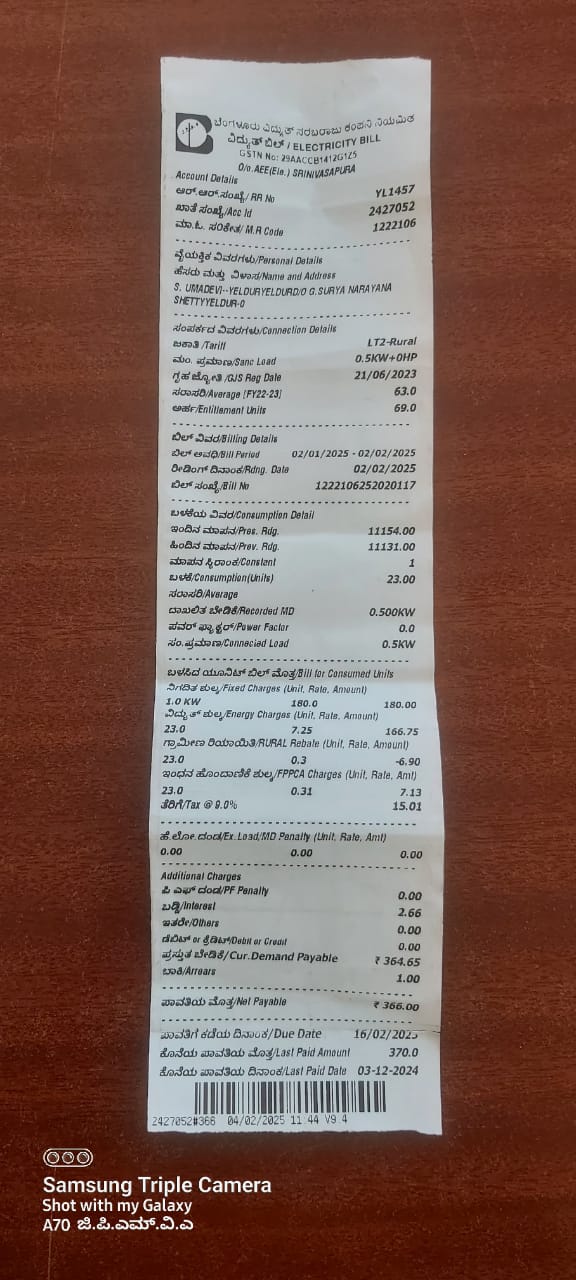 ಬೆಂಗಳೂರು ವಿದ್ಯುತ್ ಸರಬರಾಜು ಕಂಪನಿ ನಿಯಮಿತ
ವಿದ್ಯುತ್ ಬಿಲ್ / ELECTRICITY BILL
GSTN No: 29AACCB1412G1Z5
O/o.AEE(Ele.) SRINIVASAPURA
Account Details
ಆರ್.ಆರ್.ಸಂಖ್ಯೆ/ RR No YL1457
ಖಾತೆ ಸಂಖ್ಯೆ/Acc Id 2427052
ಮಾ.ಓ. ಸಂಕೇತ/ M.R Code 1222106
ವೈಯಕ್ತಿಕ ವಿವರಗಳು/Personal Details
ಹೆಸರು ಮತ್ತು ವಿಳಾಸ/Name and Address
S. UMADEVI--YELDURYELDURD/O G.SURYA NARAYANA
SHETTYYELDUR-0
ಸಂಪರ್ಕದ ವಿವರಗಳು/Connection Details
ಜಕಾತಿ/Tariff LT2-Rural
ಮಂ. ಪ್ರಮಾಣ/Sanc Load 0.5KW+0HP
ಗೃಹ ಜ್ಯೋತಿ /GJS Reg Date 21/06/2023
ಸರಾಸರಿ/Average [FY22-23] 63.0
ಅರ್ಹ/Entitlement Units 69.0
ಬಿಲ್ ವಿವರ/Billing Details
ಬಿಲ್ ಅವಧಿ/Bill Period 02/01/2025 - 02/02/2025
ರೀಡಿಂಗ್ ದಿನಾಂಕ/Rdng. Date 02/02/2025
ಬಿಲ್ ಸಂಖ್ಯೆ/Bill No 1222106252020117
ಬಳಕೆಯ ವಿವರ/Consumption Detail
ಇಂದಿನ ಮಾಪನ/Pres. Rdg. 11154.00
ಹಿಂದಿನ ಮಾಪನ/Prev. Rdg. 11131.00
ಮಾಪನ ಸ್ಥಿರಾಂಕ/Constant 1
ಬಳಕೆ/Consumption(Units) 23.00
ಸರಾಸರಿ/Average
ದಾಖಲಿತ ಬೇಡಿಕೆ/Recorded MD 0.500KW
ಪವರ್ ಫ್ಯಾಕ್ಟರ್/Power Factor 0.0
ಸಂ.ಪ್ರಮಾಣ/Connected Load 0.5KW
ಬಳಸಿದ ಯೂನಿಟ್ ಬಿಲ್ ಮೊತ್ತ/Bill for Consumed Units
ನಿಗದಿತ ಶುಲ್ಕ/Fixed Charges (Unit, Rate, Amount)
1.0 KW 180.0 180.00
ವಿದ್ಯುತ್ ಶುಲ್ಕ/Energy Charges (Unit, Rate, Amount)
23.0 7.25 166.75
ಗ್ರಾಮೀಣ ರಿಯಾಯಿತಿ/RURAL Rebate (Unit, Rate, Amount)
23.0 0.3 -6.90
ಇಂಧನ ಹೊಂದಾಣಿಕೆ ಶುಲ್ಕ/FPPCA Charges (Unit, Rate, Amt)
23.0 0.31 7.13
ತೆರಿಗೆ/Tax @ 9.0% 15.01
ಹೆ.ಲೋ.ದಂಡ/Ex.Load/MD Penalty (Unit, Rate, Amt)
0.00 0.00 0.00
Additional Charges
ಪಿ ಎಫ್ ದಂಡ/PF Penalty 0.00
ಬಡ್ಡಿ/Interest 2.66
ಇತರೇ/Others 0.00
ಡೆಬಿಟ್ or ಕ್ರೆಡಿಟ್/Debit or Credit 0.00
ಪ್ರಸ್ತುತ ಬೇಡಿಕೆ/Cur.Demand Payable ₹ 364.65
ಬಾಕಿ/Arrears 1.00
ಪಾವತಿಯ ಮೊತ್ತ/Net Payable ₹ 366.00
ಪಾವತಿಗೆ ಕಡೆಯ ದಿನಾಂಕ/Due Date 16/02/2025
ಕೊನೆಯ ಪಾವತಿಯ ಮೊತ್ತ/Last Paid Amount 370.0
ಕೊನೆಯ ಪಾವತಿಯ ದಿನಾಂಕ/Last Paid Date 03-12-2024
2427052#366 04/02/2025 11 44 V9.4
Samsung Triple Camera
Shot with my Galaxy
A70 ಜಿ.ಪಿ.ಎಮ್.ವಿ.ಎ